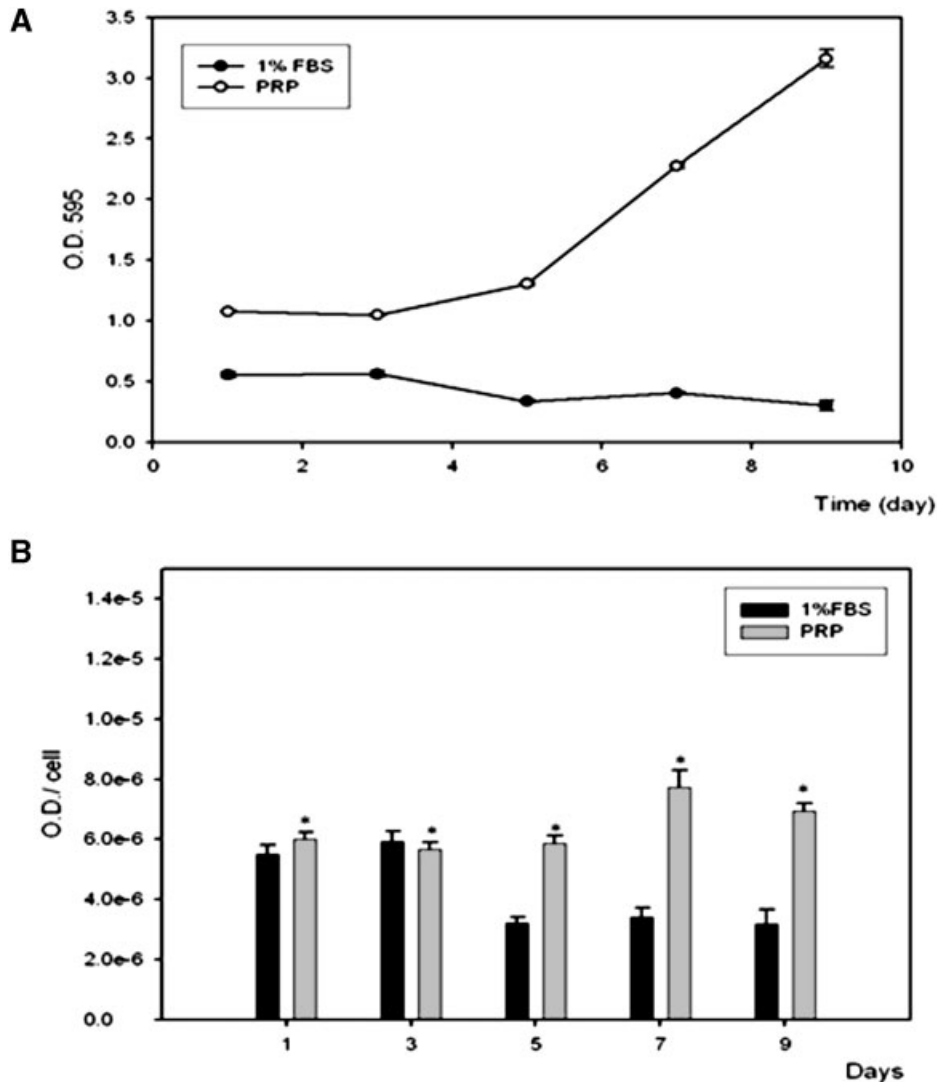 A
3.5
3.0
2.5
2.0
1.5
1.0
0.5
0.0
O.D. 595
1% FBS
PRP
0 2 4 6 8 10
Time (day)
B
1.4e-5
1.2e-5
1.0e-5
8.0e-6
6.0e-6
4.0e-6
2.0e-6
0.0
O.D./ cell
1%FBS
PRP
* * * * *
1 3 5 7 9
Days